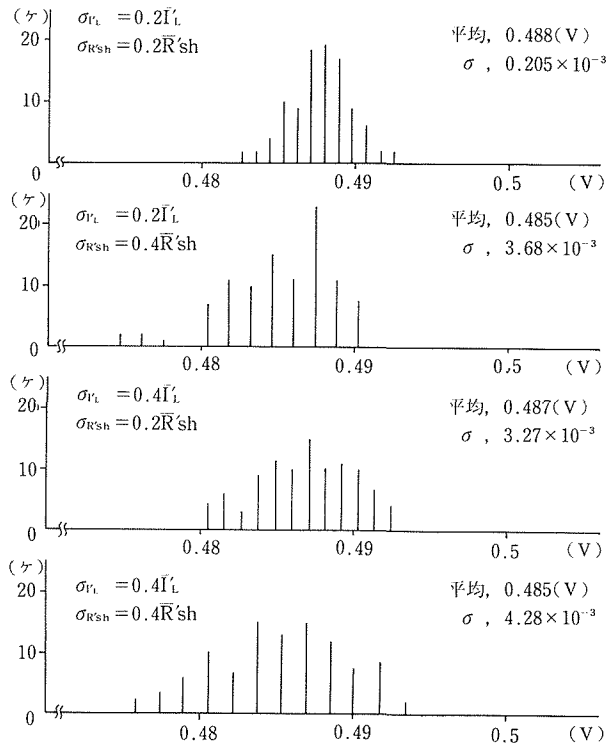 (ケ)
σI'L =0.2Ī'L
σR'sh =0.2R̄'sh
平均, 0.488(V)
σ , 0.205×10⁻³
20
10
0
0.48
0.49
0.5
(V)
(ケ)
σI'L =0.2Ī'L
σR'sh =0.4R̄'sh
平均, 0.485(V)
σ , 3.68×10⁻³
20
10
0
0.48
0.49
0.5
(V)
(ケ)
σI'L =0.4Ī'L
σR'sh =0.2R̄'sh
平均, 0.487(V)
σ , 3.27×10⁻³
20
10
0
0.48
0.49
0.5
(V)
(ケ)
σI'L =0.4Ī'L
σR'sh =0.4R̄'sh
平均, 0.485(V)
σ , 4.28×10⁻³
20
10
0
0.48
0.49
0.5
(V)